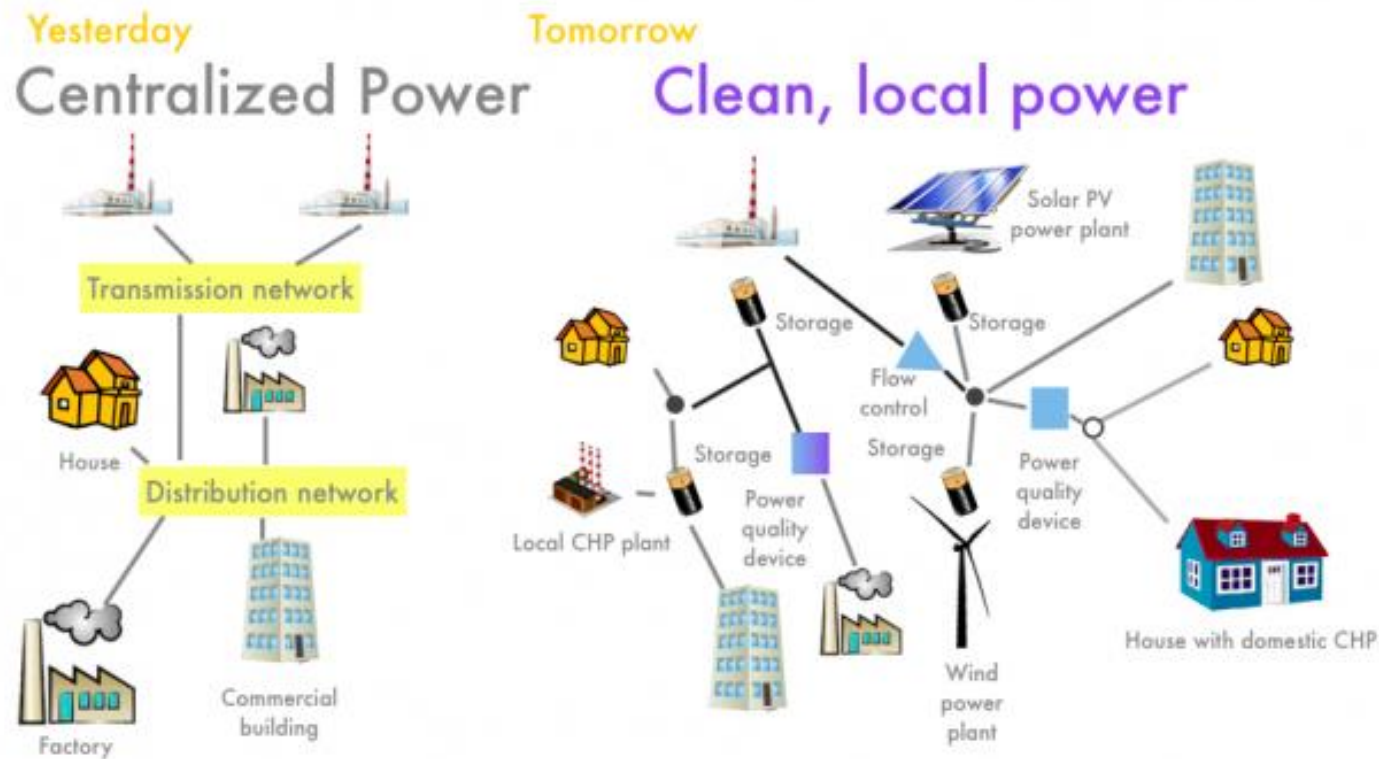 Yesterday
Centralized Power
Transmission network
House
Distribution network
Commercial
building
Factory
Tomorrow
Clean, local power
Solar PV
power plant
Storage
Storage
Flow
control
Storage
Storage
Power
quality
device
Power
quality
device
Local CHP plant
House with domestic CHP
Wind
power
plant